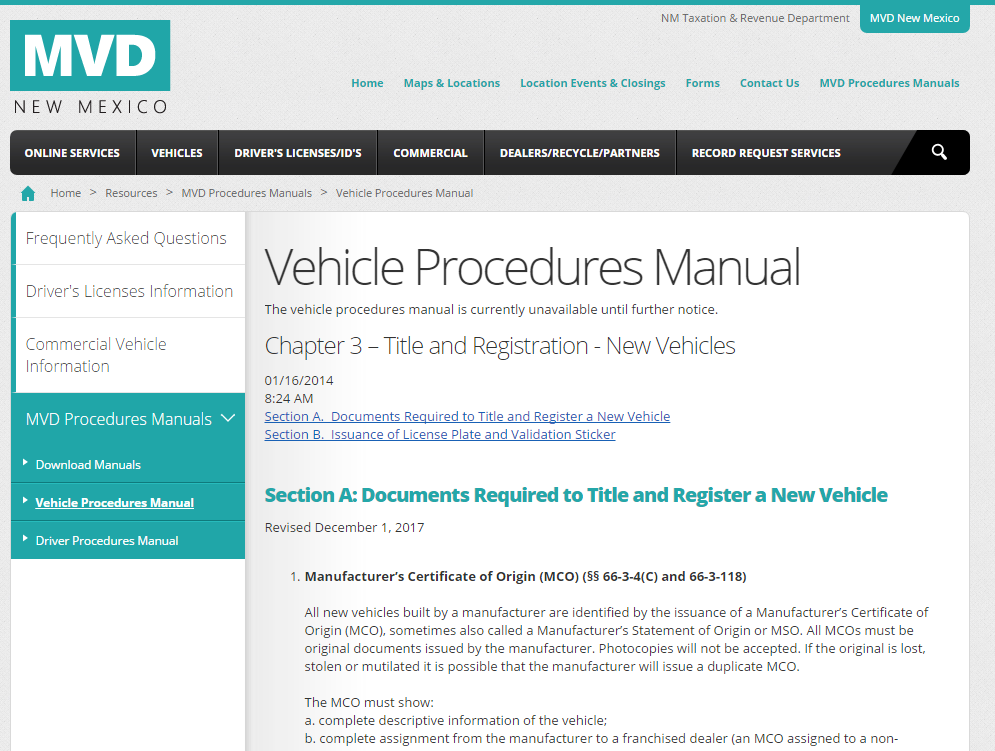 NM Taxation & Revenue Department
MVD New Mexico
MVD
NEW MEXICO
Home Maps & Locations Location Events & Closings Forms Contact Us MVD Procedures Manuals
ONLINE SERVICES VEHICLES DRIVER'S LICENSES/ID'S COMMERCIAL DEALERS/RECYCLE/PARTNERS RECORD REQUEST SERVICES
Home > Resources > MVD Procedures Manuals > Vehicle Procedures Manual
Frequently Asked Questions
Driver's Licenses Information
Commercial Vehicle
Information
MVD Procedures Manuals
Download Manuals
Vehicle Procedures Manual
Driver Procedures Manual
Vehicle Procedures Manual
The vehicle procedures manual is currently unavailable until further notice.
Chapter 3 – Title and Registration - New Vehicles
01/16/2014
8:24 AM
Section A. Documents Required to Title and Register a New Vehicle
Section B. Issuance of License Plate and Validation Sticker
Section A: Documents Required to Title and Register a New Vehicle
Revised December 1, 2017
1. Manufacturer’s Certificate of Origin (MCO) (§§ 66-3-4(C) and 66-3-118)
All new vehicles built by a manufacturer are identified by the issuance of a Manufacturer’s Certificate of
Origin (MCO), sometimes also called a Manufacturer’s Statement of Origin or MSO. All MCOs must be
original documents issued by the manufacturer. Photocopies will not be accepted. If the original is lost,
stolen or mutilated it is possible that the manufacturer will issue a duplicate MCO.
The MCO must show:
a. complete descriptive information of the vehicle;
b. complete assignment from the manufacturer to a franchised dealer (an MCO assigned to a non-